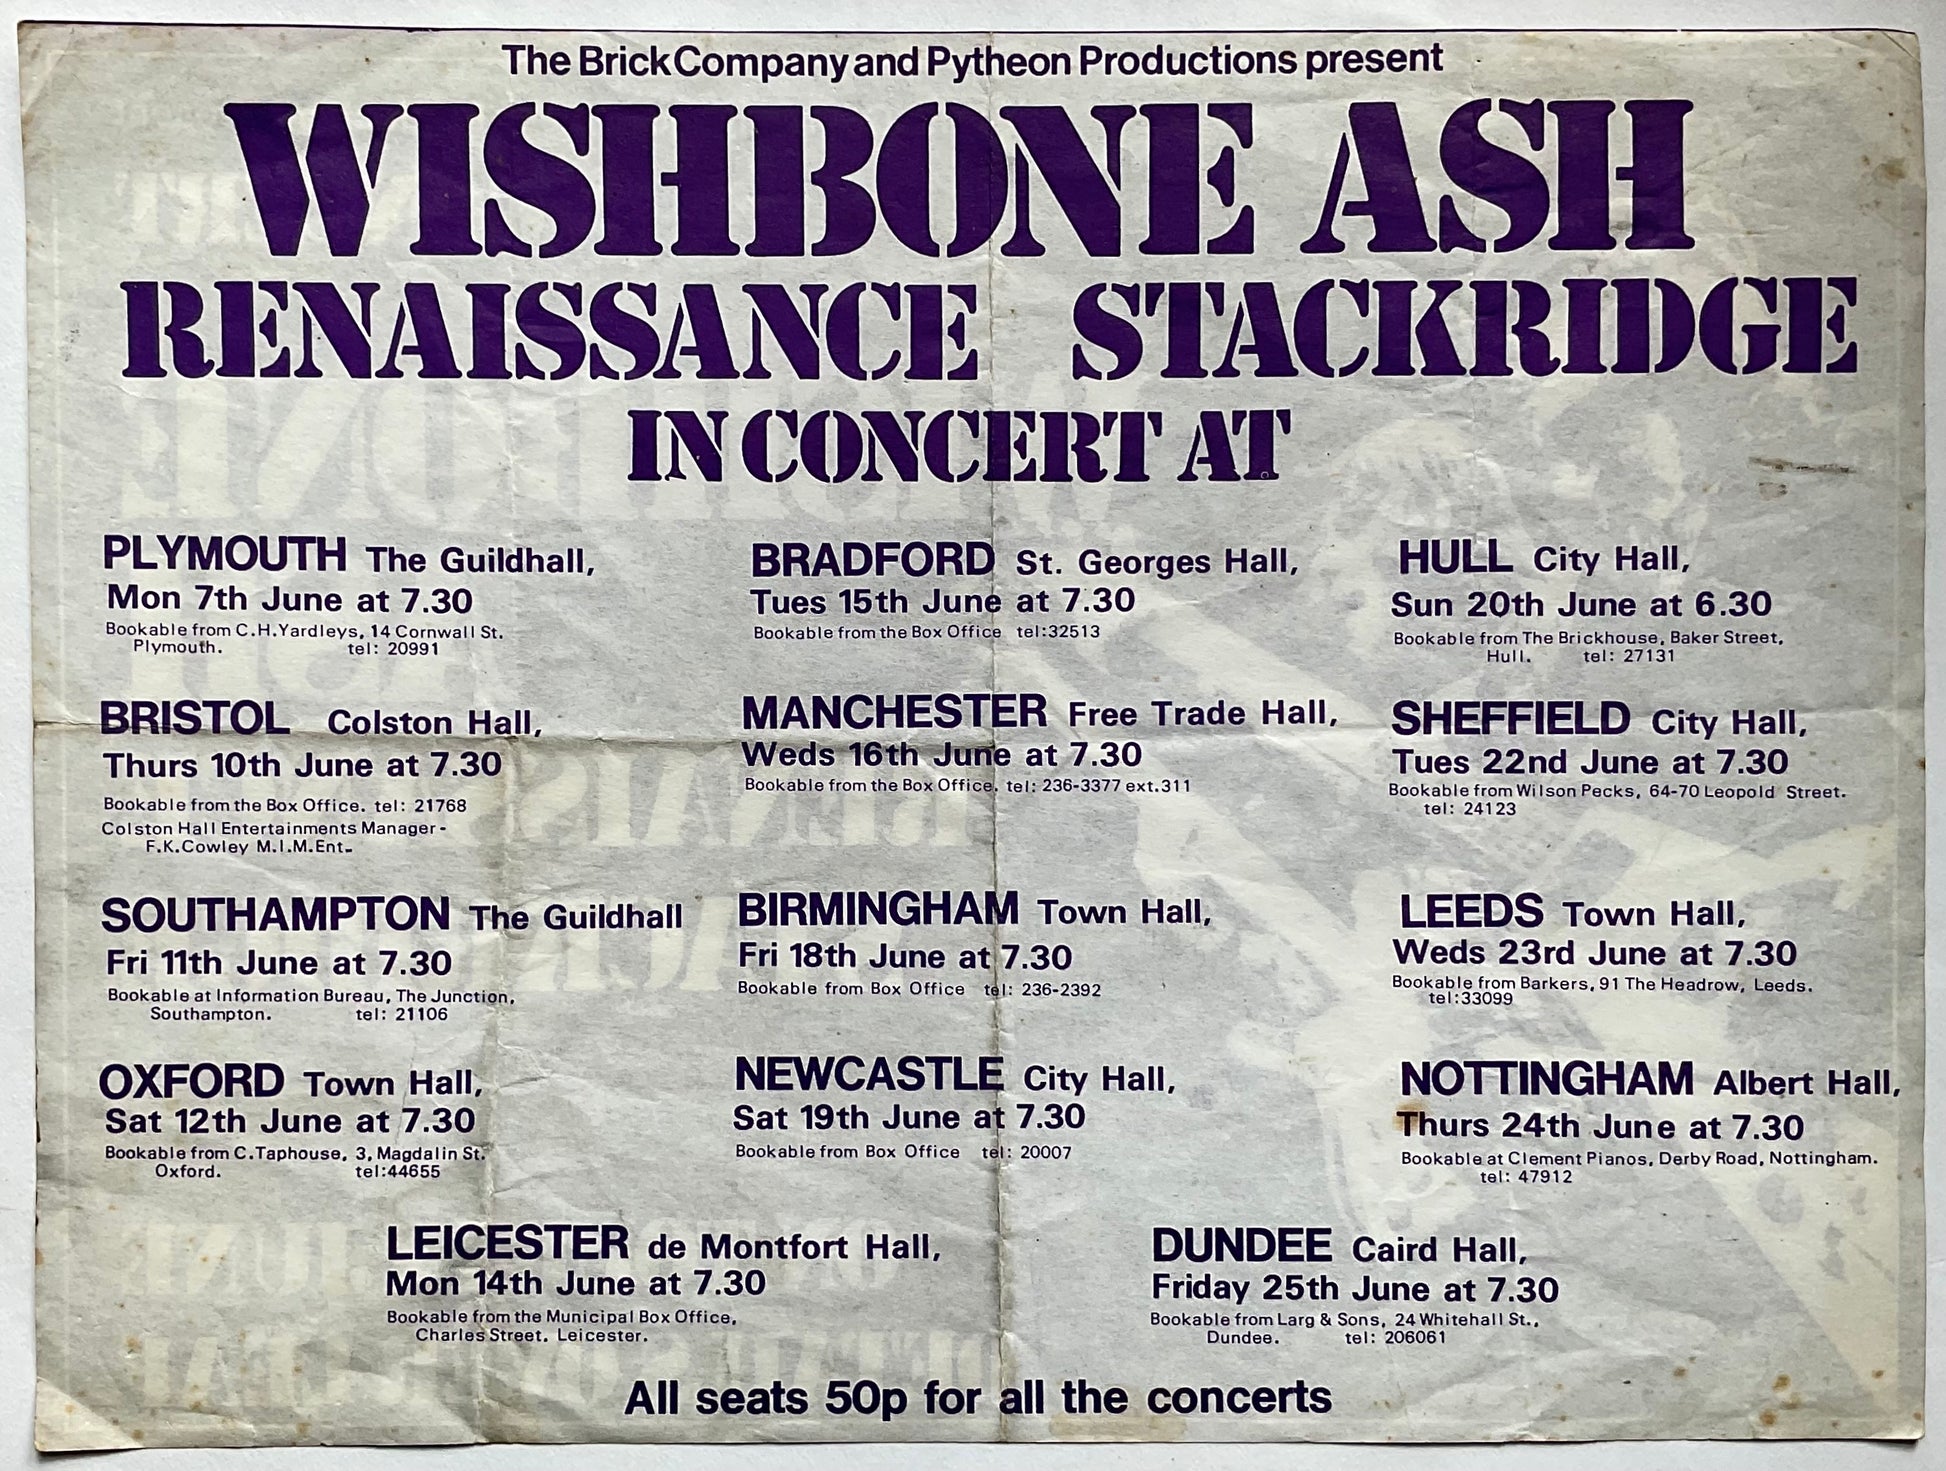 The Brick Company and Pytheon Productions present
WISHBONE ASH
RENAISSANCE STACKRIDGE
IN CONCERT AT
PLYMOUTH The Guildhall,
Mon 7th June at 7.30
Bookable from C.H.Yardleys, 14 Cornwall St.
Plymouth. tel: 20991
BRISTOL Colston Hall,
Thurs 10th June at 7.30
Bookable from the Box Office. tel: 21768
Colston Hall Entertainments Manager -
F.K.Cowley M.I.M.Ent.
SOUTHAMPTON The Guildhall
Fri 11th June at 7.30
Bookable at Information Bureau, The Junction,
Southampton. tel: 21106
OXFORD Town Hall,
Sat 12th June at 7.30
Bookable from C.Taphouse, 3, Magdalin St.
Oxford. tel:44655
BRADFORD St. Georges Hall,
Tues 15th June at 7.30
Bookable from the Box Office tel:32513
MANCHESTER Free Trade Hall,
Weds 16th June at 7.30
Bookable from the Box Office. tel: 236-3377 ext.311
BIRMINGHAM Town Hall,
Fri 18th June at 7.30
Bookable from Box Office tel: 236-2392
NEWCASTLE City Hall,
Sat 19th June at 7.30
Bookable from Box Office tel: 20007
HULL City Hall,
Sun 20th June at 6.30
Bookable from The Brickhouse, Baker Street,
Hull. tel: 27131
SHEFFIELD City Hall,
Tues 22nd June at 7.30
Bookable from Wilson Pecks, 64-70 Leopold Street.
tel: 24123
LEEDS Town Hall,
Weds 23rd June at 7.30
Bookable from Barkers, 91 The Headrow, Leeds.
tel:33099
NOTTINGHAM Albert Hall,
Thurs 24th June at 7.30
Bookable at Clement Pianos, Derby Road, Nottingham.
tel: 47912
LEICESTER de Montfort Hall,
Mon 14th June at 7.30
Bookable from the Municipal Box Office,
Charles Street, Leicester.
DUNDEE Caird Hall,
Friday 25th June at 7.30
Bookable from Larg & Sons, 24 Whitehall St.,
Dundee. tel: 206061
All seats 50p for all the concerts